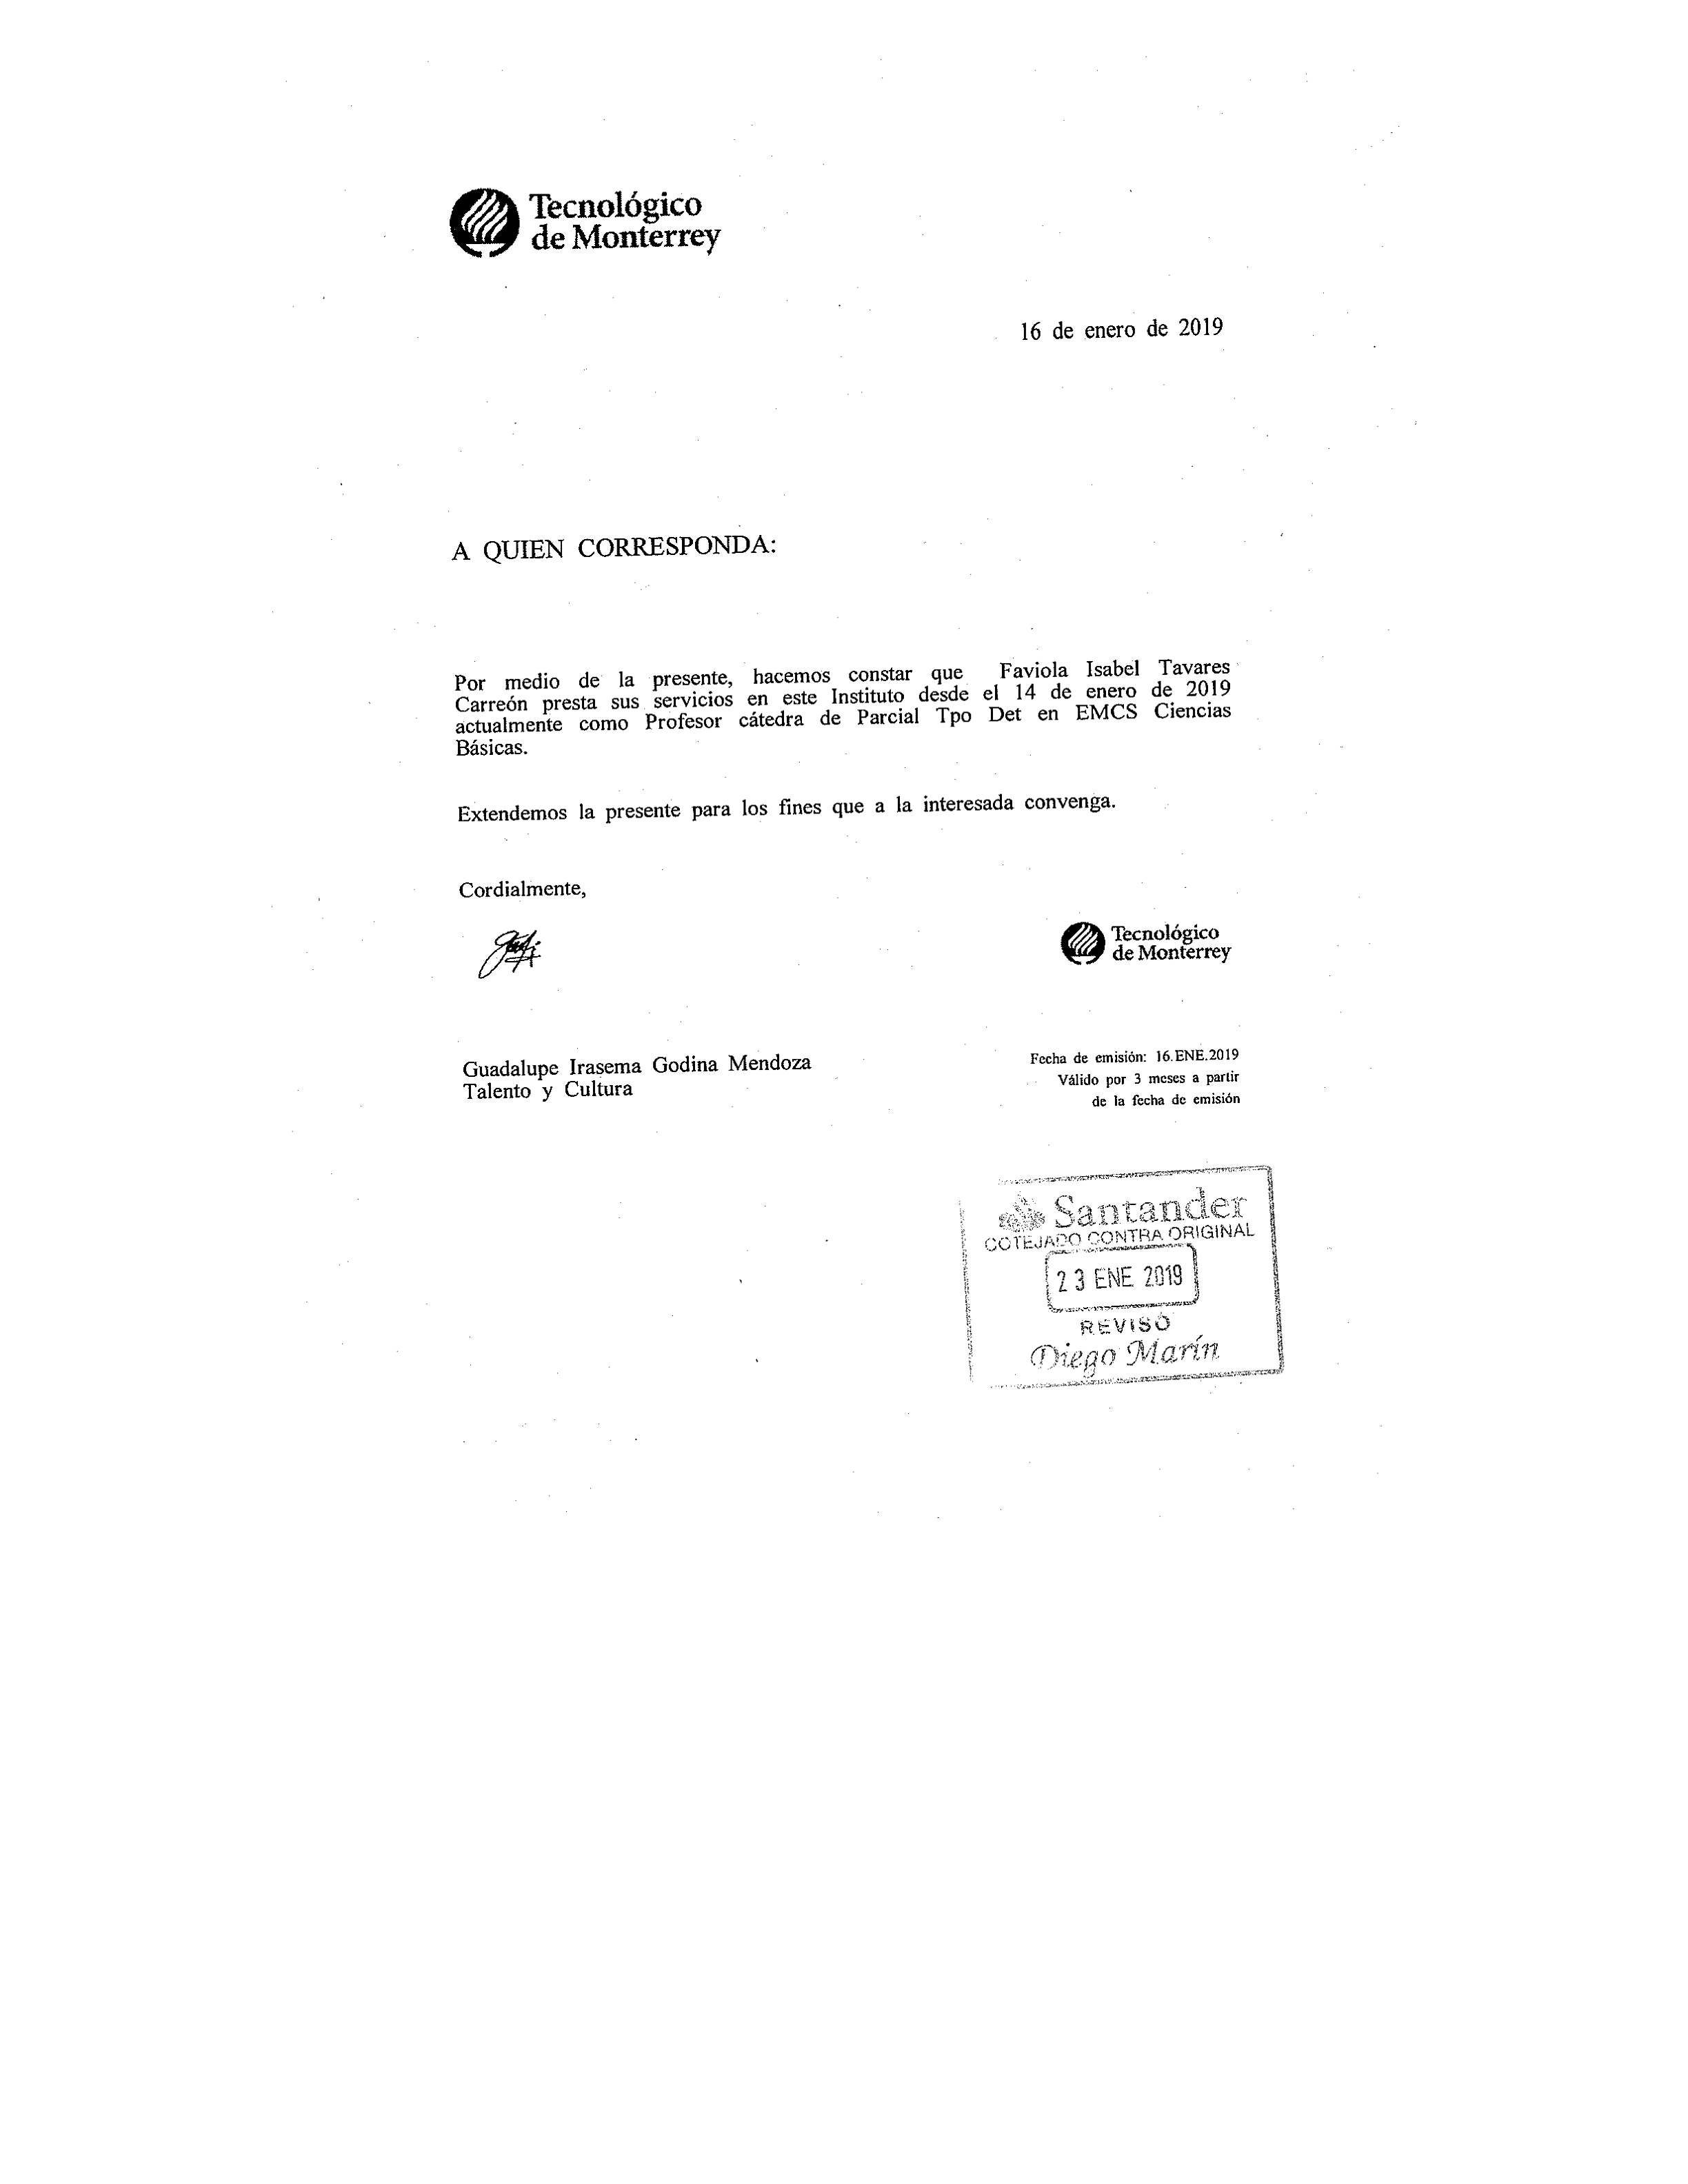 Tecnológico
de Monterrey
16 de enero de 2019
A QUIEN CORRESPONDA:
Por medio de la presente, hacemos constar que Faviola Isabel Tavares
Carreón presta sus servicios en este Instituto desde el 14 de enero de 2019
actualmente como Profesor cátedra de Parcial Tpo Det en EMCS Ciencias
Básicas.
Extendemos la presente para los fines que a la interesada convenga.
Cordialmente,
Tecnológico
de Monterrey
Guadalupe Irasema Godina Mendoza
Talento y Cultura
Fecha de emisión: 16.ENE.2019
Válido por 3 meses a partir
de la fecha de emisión
Santander
COTEJADO CONTRA ORIGINAL
23 ENE 2019
REVISÓ
Diego Marín